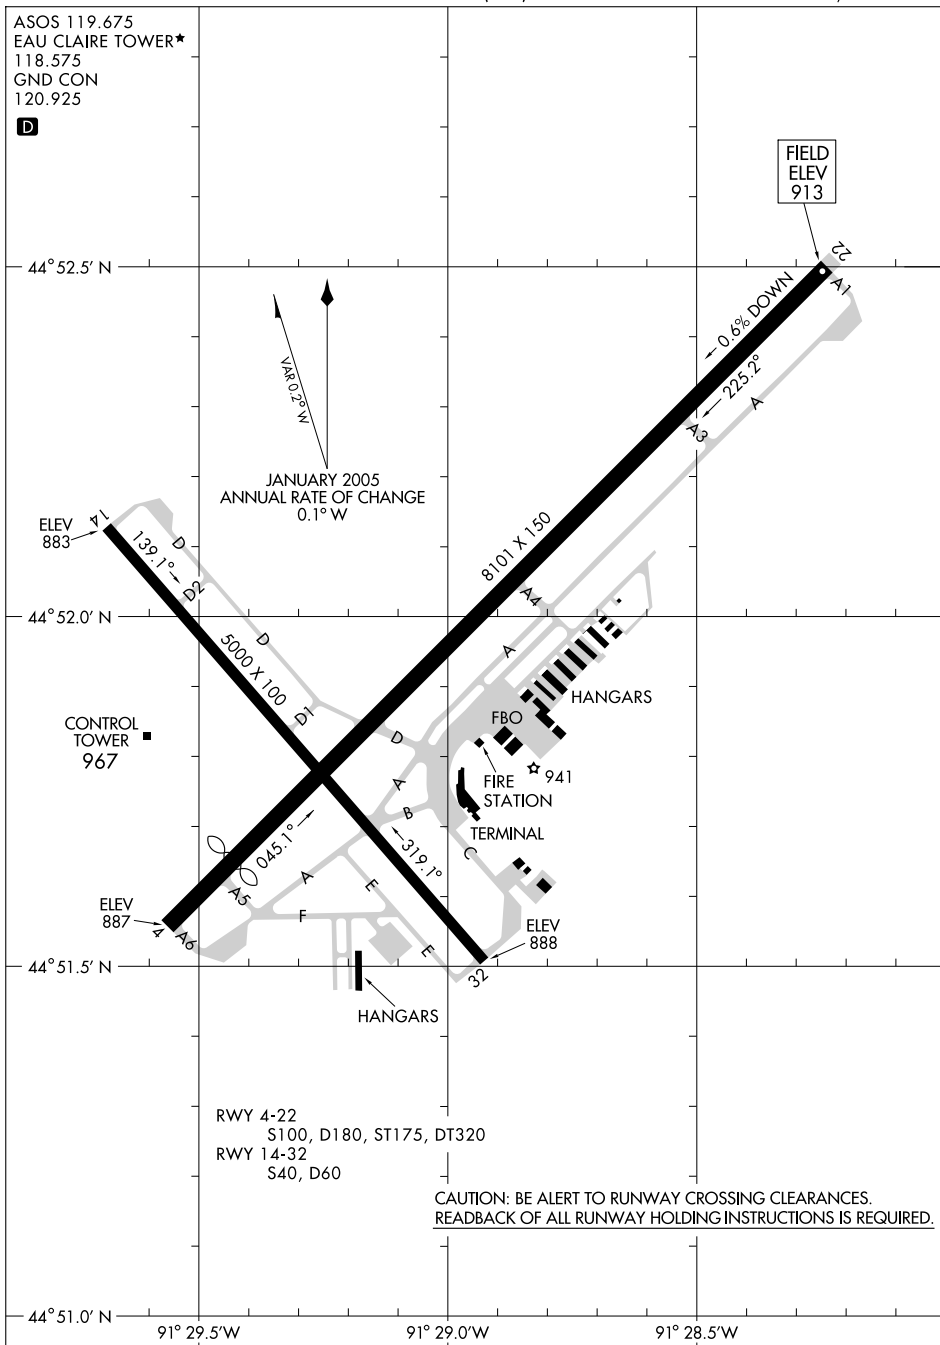 ASOS 119.675
EAU CLAIRE TOWER★
118.575
GND CON
120.925
D
FIELD
ELEV
913
22
A1
44°52.5' N
0.6% DOWN
225.2°
A
A3
VAR 0.2° W
JANUARY 2005
ANNUAL RATE OF CHANGE
0.1° W
14
ELEV
883
139.1°
D
D2
8101 X 150
A4
44°52.0' N
5000 X 100
D
A
HANGARS
D1
FBO
CONTROL
TOWER
967
D
941
FIRE
STATION
A
B
TERMINAL
045.1°
319.1°
C
A5
A
E
F
ELEV
887
4
A6
E
ELEV
888
32
44°51.5' N
HANGARS
RWY 4-22
S100, D180, ST175, DT320
RWY 14-32
S40, D60
CAUTION: BE ALERT TO RUNWAY CROSSING CLEARANCES.
READBACK OF ALL RUNWAY HOLDING INSTRUCTIONS IS REQUIRED.
44°51.0' N
91° 29.5'W
91° 29.0'W
91° 28.5'W